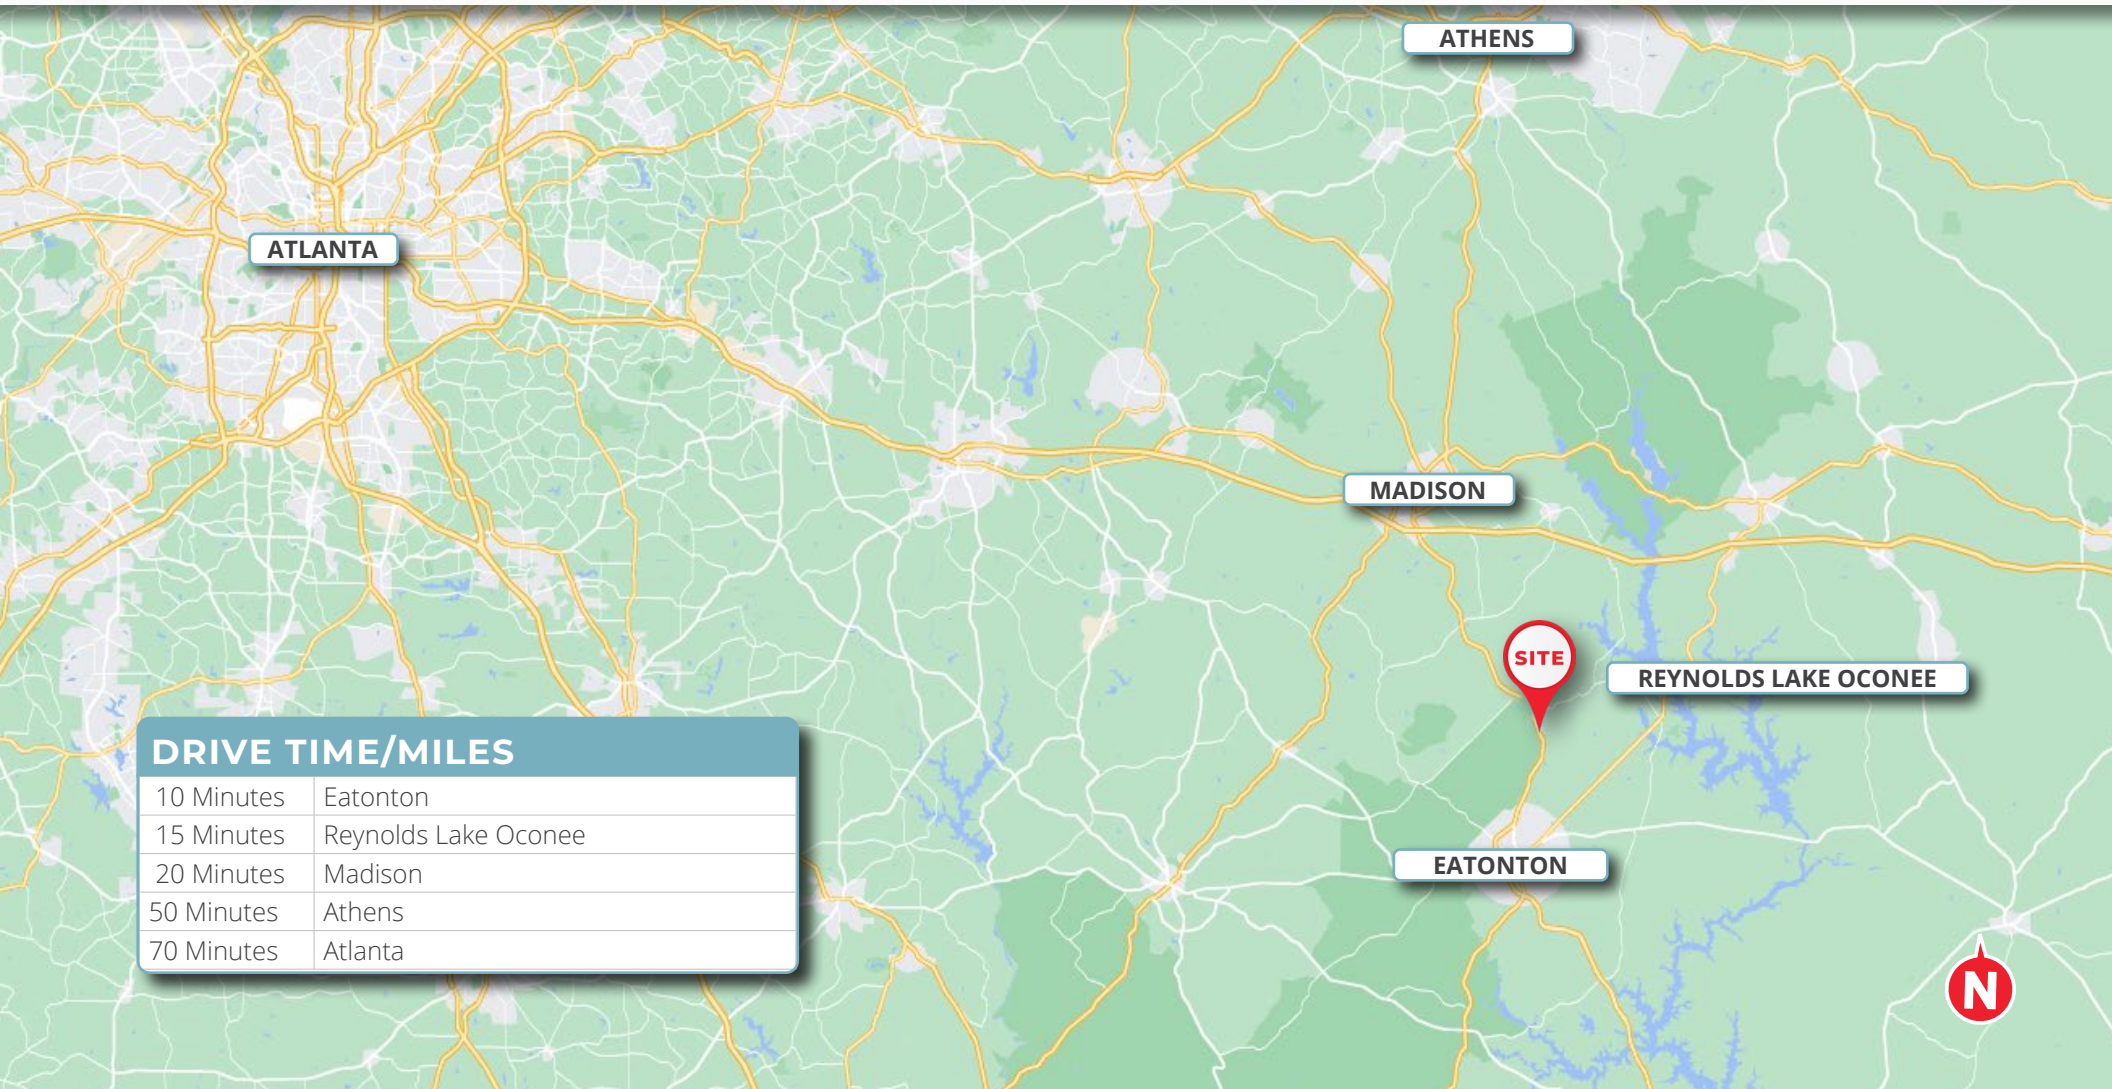 ATHENS
ATLANTA
MADISON
SITE
REYNOLDS LAKE OCONEE
DRIVE TIME/MILES
10 Minutes Eatonton
15 Minutes Reynolds Lake Oconee
20 Minutes Madison
50 Minutes Athens
70 Minutes Atlanta
EATONTON
N